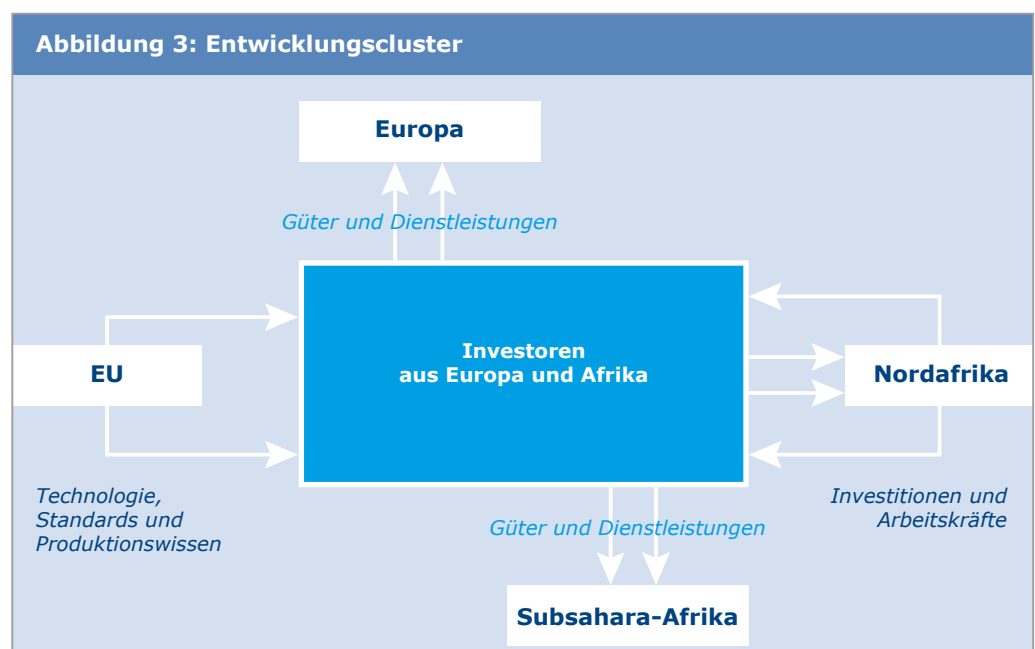 Abbildung 3: Entwicklungscluster
Europa
Güter und Dienstleistungen
Investoren
aus Europa und Afrika
EU
Nordafrika
Technologie,
Standards und
Produktionswissen
Investitionen und
Arbeitskräfte
Güter und Dienstleistungen
Subsahara-Afrika